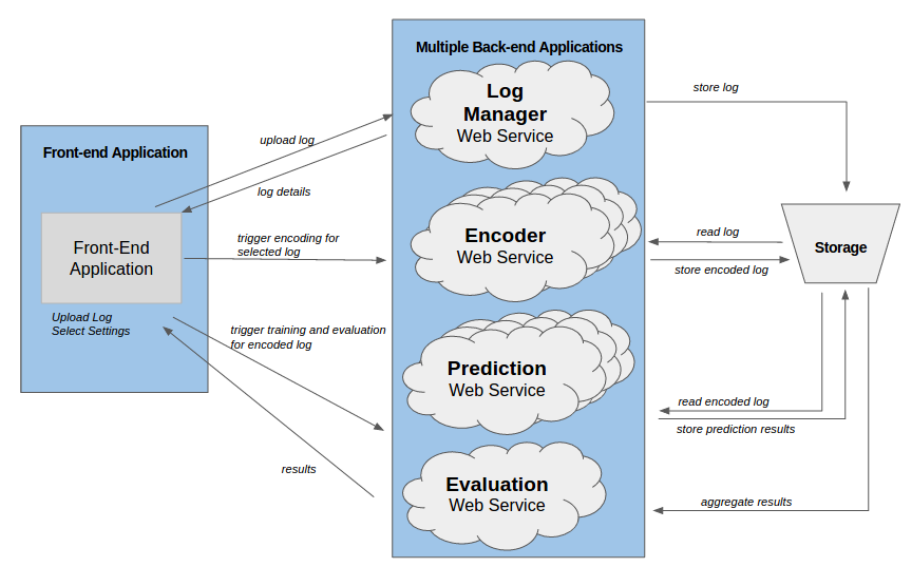 Multiple Back-end Applications
Log
Manager
Web Service
store log
upload log
Front-end Application
log details
Front-End
Application
trigger encoding for
selected log
Encoder
Web Service
read log
store encoded log
Storage
Upload Log
Select Settings
trigger training and evaluation
for encoded log
Prediction
Web Service
read encoded log
store prediction results
results
Evaluation
Web Service
aggregate results